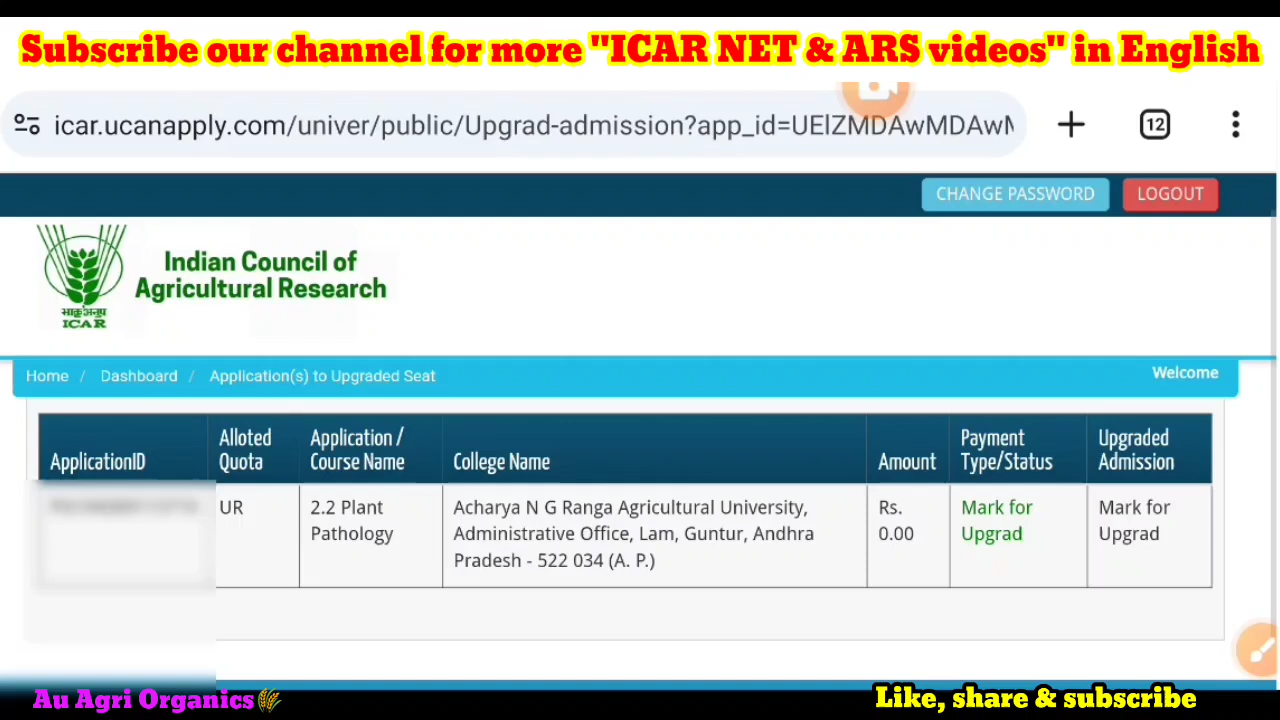 Subscribe our channel for more "ICAR NET & ARS videos" in English
icar.ucanapply.com/univer/public/Upgrad-admission?app_id=UElZMDAwMDAwM
12
CHANGE PASSWORD LOGOUT
Indian Council of
Agricultural Research
भाकृअनुप
ICAR
Home / Dashboard / Application(s) to Upgraded Seat Welcome
ApplicationID
Alloted
Quota
Application /
Course Name
College Name
Amount
Payment
Type/Status
Upgraded
Admission
UR
2.2 Plant
Pathology
Acharya N G Ranga Agricultural University,
Administrative Office, Lam, Guntur, Andhra
Pradesh - 522 034 (A. P.)
Rs.
0.00
Mark for
Upgrad
Mark for
Upgrad
Au Agri Organics🌾
Like, share & subscribe